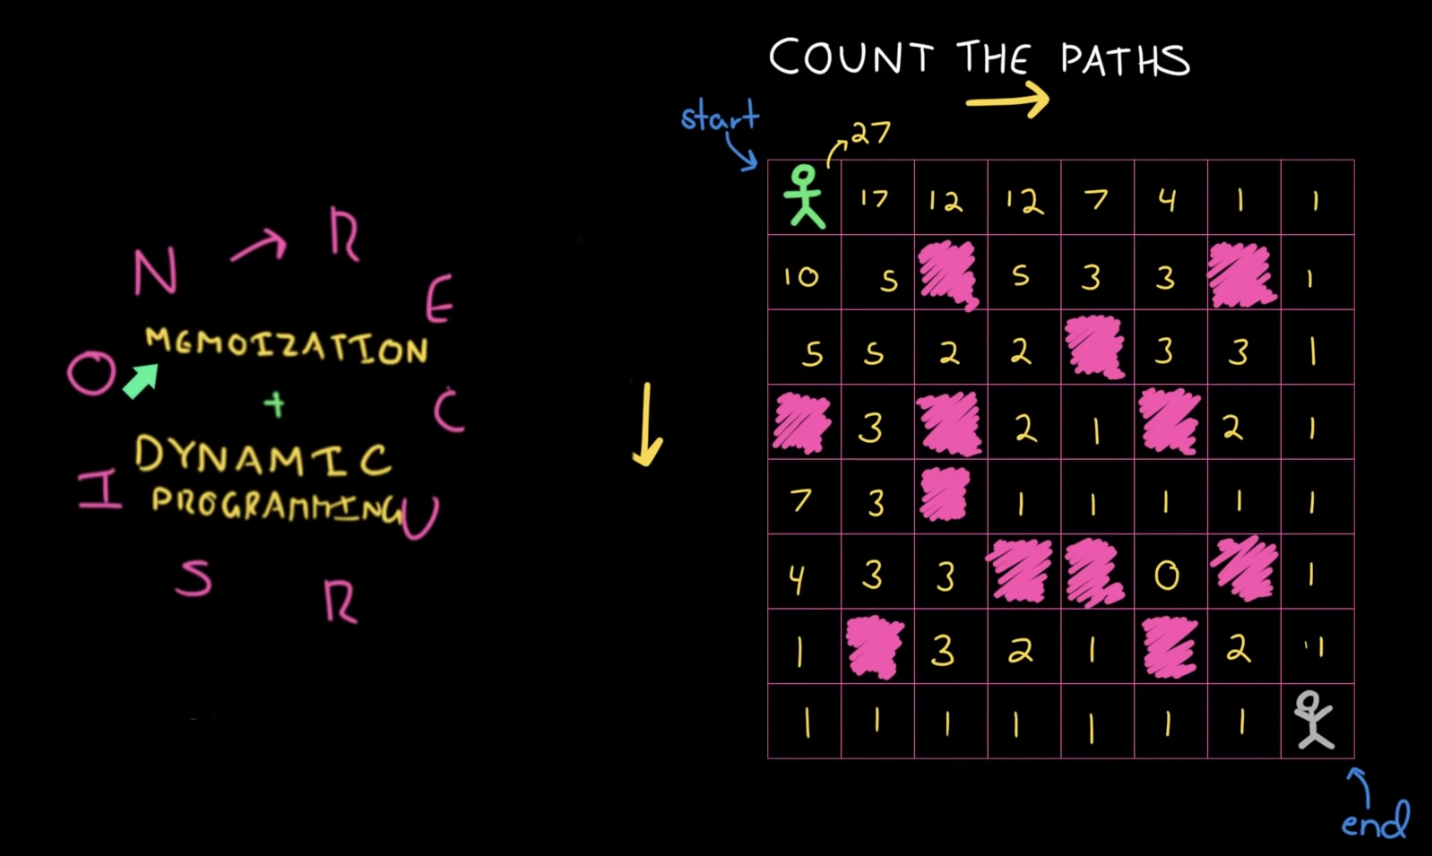 COUNT THE PATHS
start
27
17 12 12 7 4 1 1
10 5 5 3 3 1
5 5 2 2 3 3 1
3 2 1 2 1
7 3 1 1 1 1 1
4 3 3 0 1
1 3 2 1 2 1
1 1 1 1 1 1 1
end
RECURSION
MEMOIZATION
+
DYNAMIC
PROGRAMMING